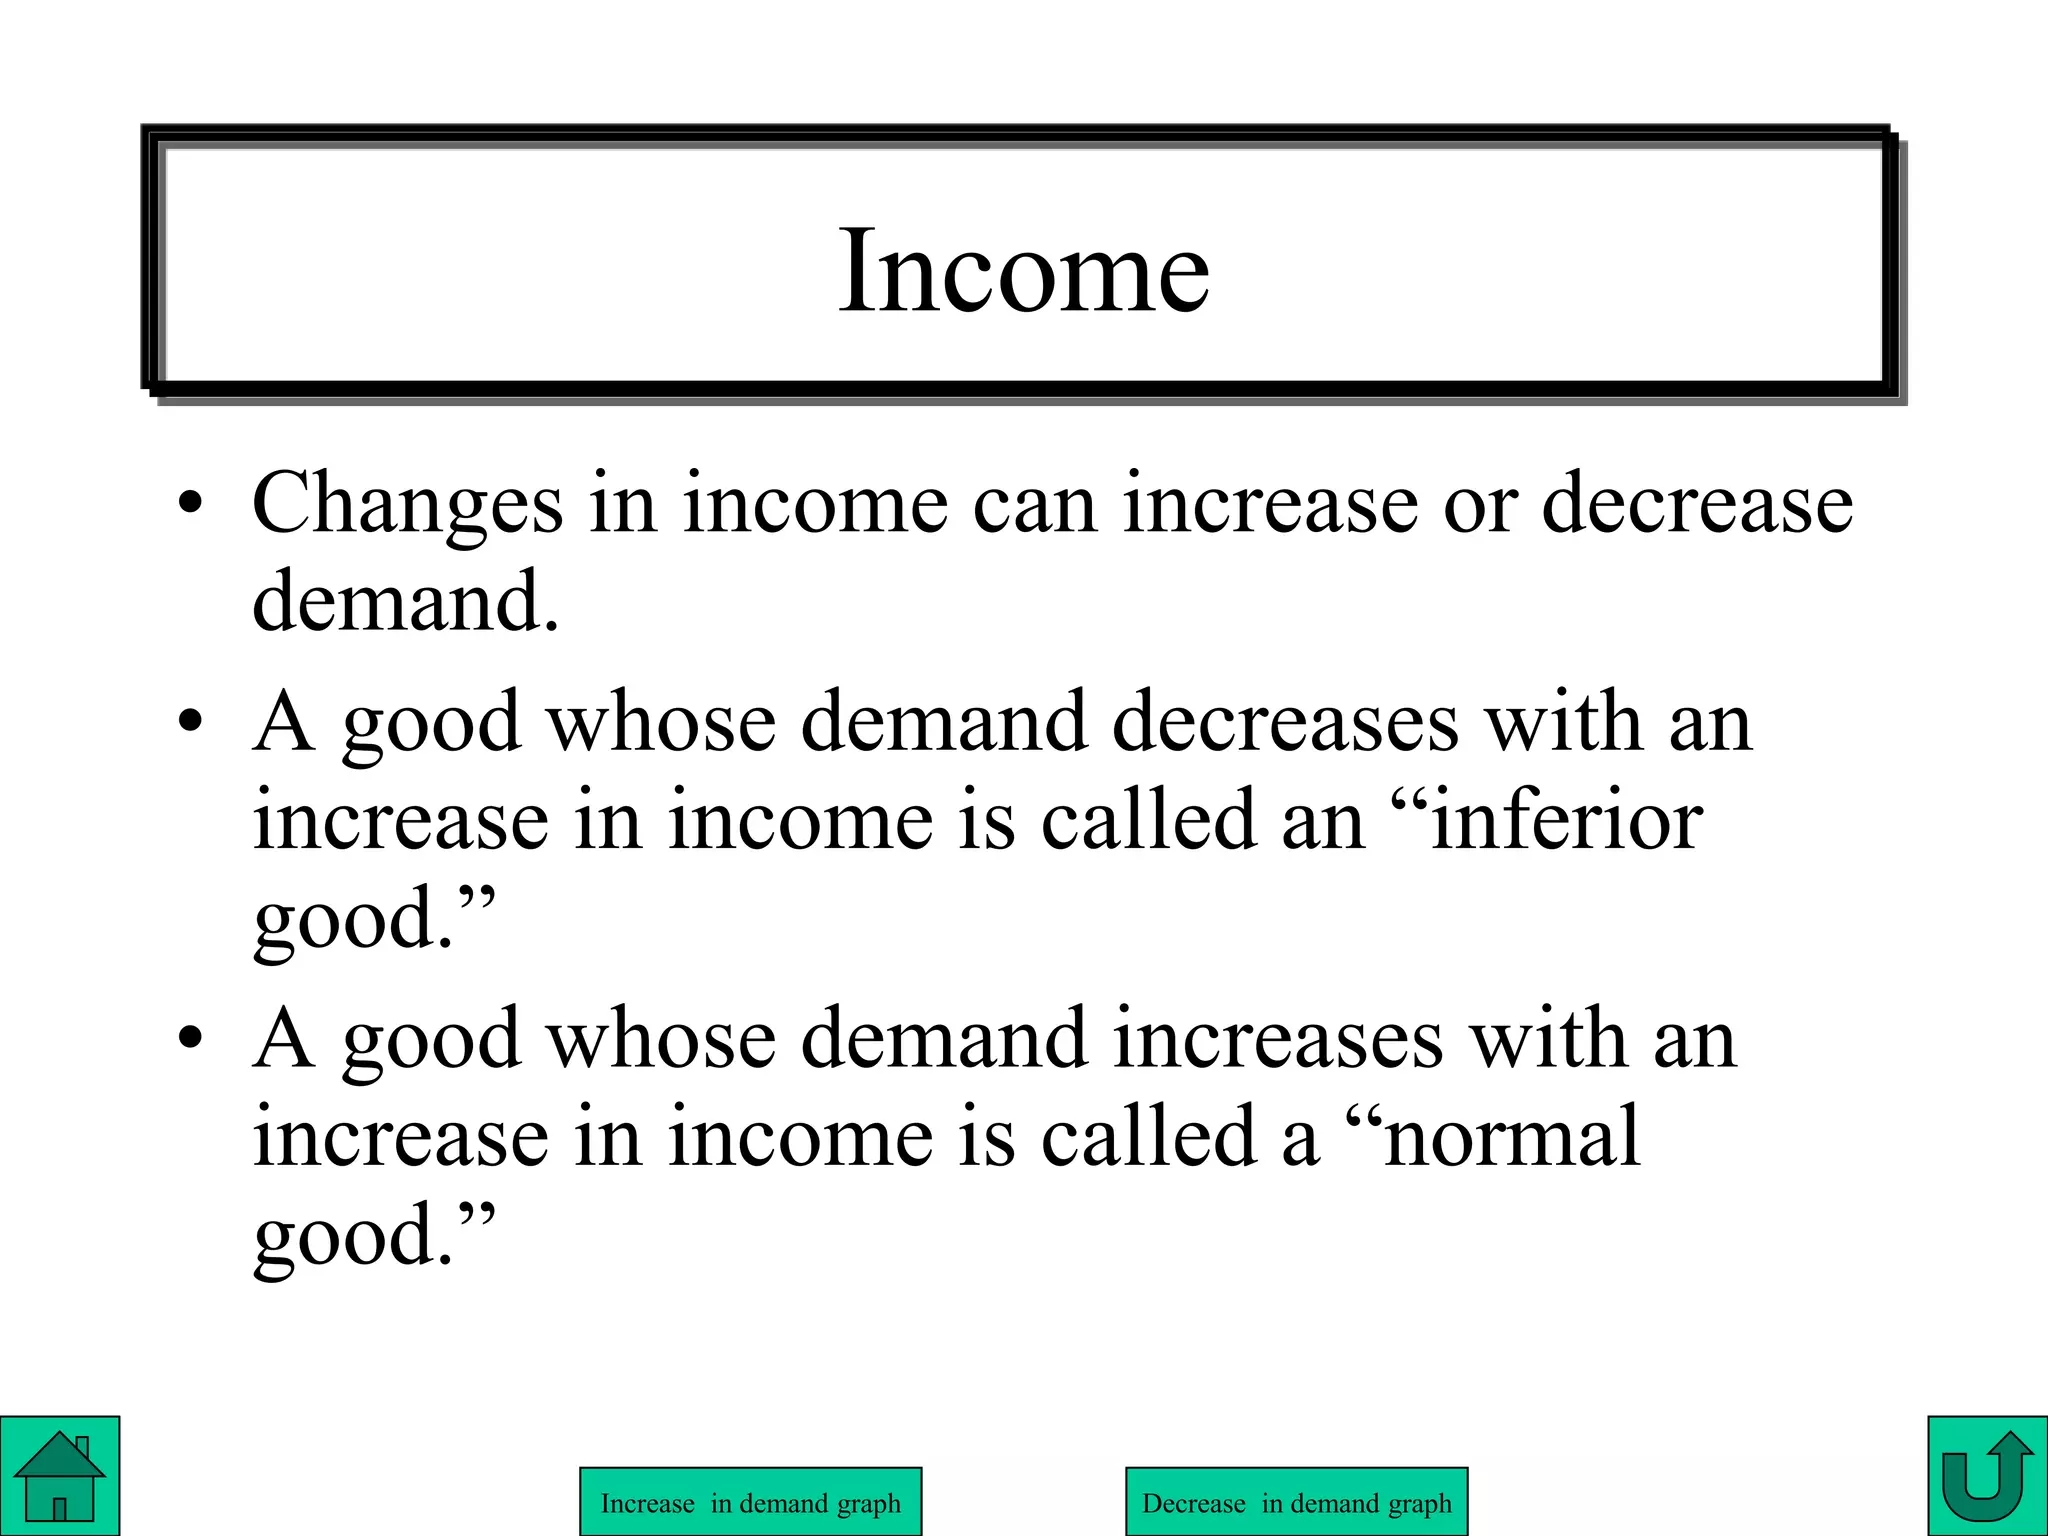 Income
• Changes in income can increase or decrease
demand.
• A good whose demand decreases with an
increase in income is called an “inferior
good.”
• A good whose demand increases with an
increase in income is called a “normal
good.”
Increase  in demand graph
Decrease  in demand graph